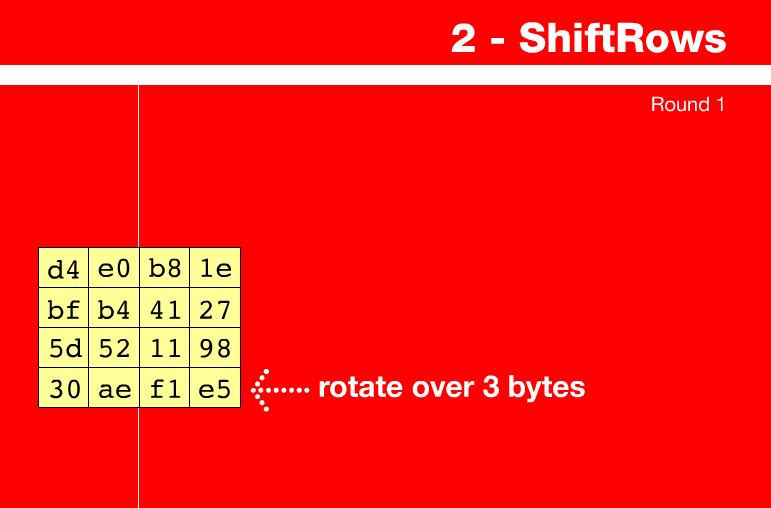 2 - ShiftRows
Round 1
d4 e0 b8 1e
bf b4 41 27
5d 52 11 98
30 ae f1 e5
rotate over 3 bytes